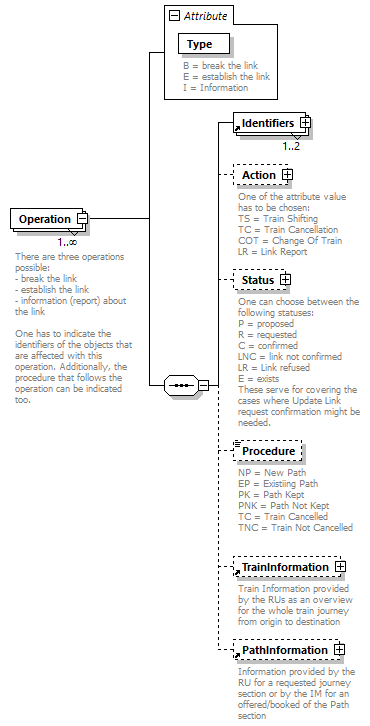 Attribute
Type
B = break the link
E = establish the link
I = Information
Identifiers
1..2
Action
One of the attribute value
has to be chosen:
TS = Train Shifting
TC = Train Cancellation
COT = Change Of Train
LR = Link Report
Operation
1..∞
There are three operations
possible:
- break the link
- establish the link
- information (report) about
the link
One has to indicate the
identifiers of the objects that
are affected with this
operation. Additionally, the
procedure that follows the
operation can be indicated
too.
Status
One can choose between the
following statuses:
P = proposed
R = requested
C = confirmed
LNC = link not confirmed
LR = Link refused
E = exists
These serve for covering the
cases where Update Link
request confirmation might be
needed.
Procedure
NP = New Path
EP = Existiing Path
PK = Path Kept
PNK = Path Not Kept
TC = Train Cancelled
TNC = Train Not Cancelled
TrainInformation
Train Information provided
by the RUs as an overview
for the whole train journey
from origin to destination
PathInformation
Information provided by the
RU for a requested journey
section or by the IM for an
offered/booked of the Path
section